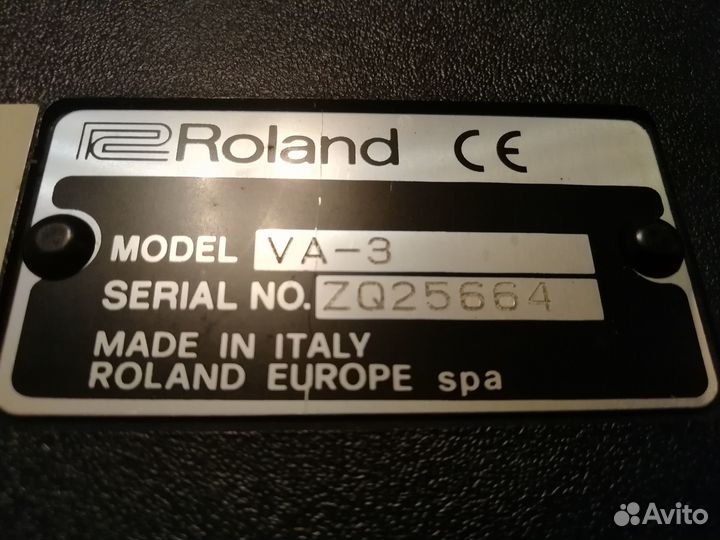 Roland CE
MODEL VA-3
SERIAL NO. ZQ25664
MADE IN ITALY
ROLAND EUROPE spa
Avito